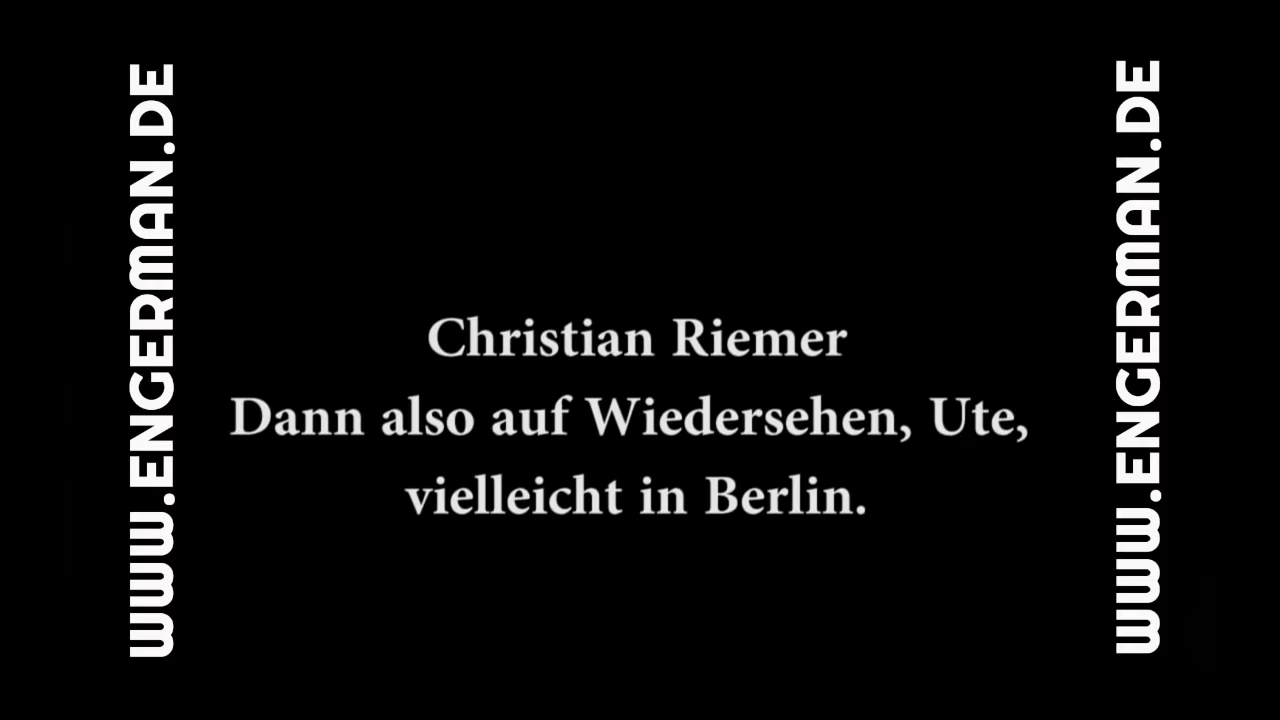 WWW.ENGERMAN.DE
Christian Riemer
Dann also auf Wiedersehen, Ute,
vielleicht in Berlin.
WWW.ENGERMAN.DE